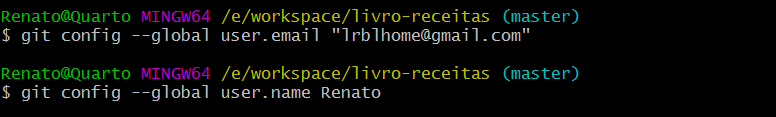 Renato@Quarto MINGW64 /e/workspace/livro-receitas (master)
$ git config --global user.email "lrblhome@gmail.com"
Renato@Quarto MINGW64 /e/workspace/livro-receitas (master)
$ git config --global user.name Renato